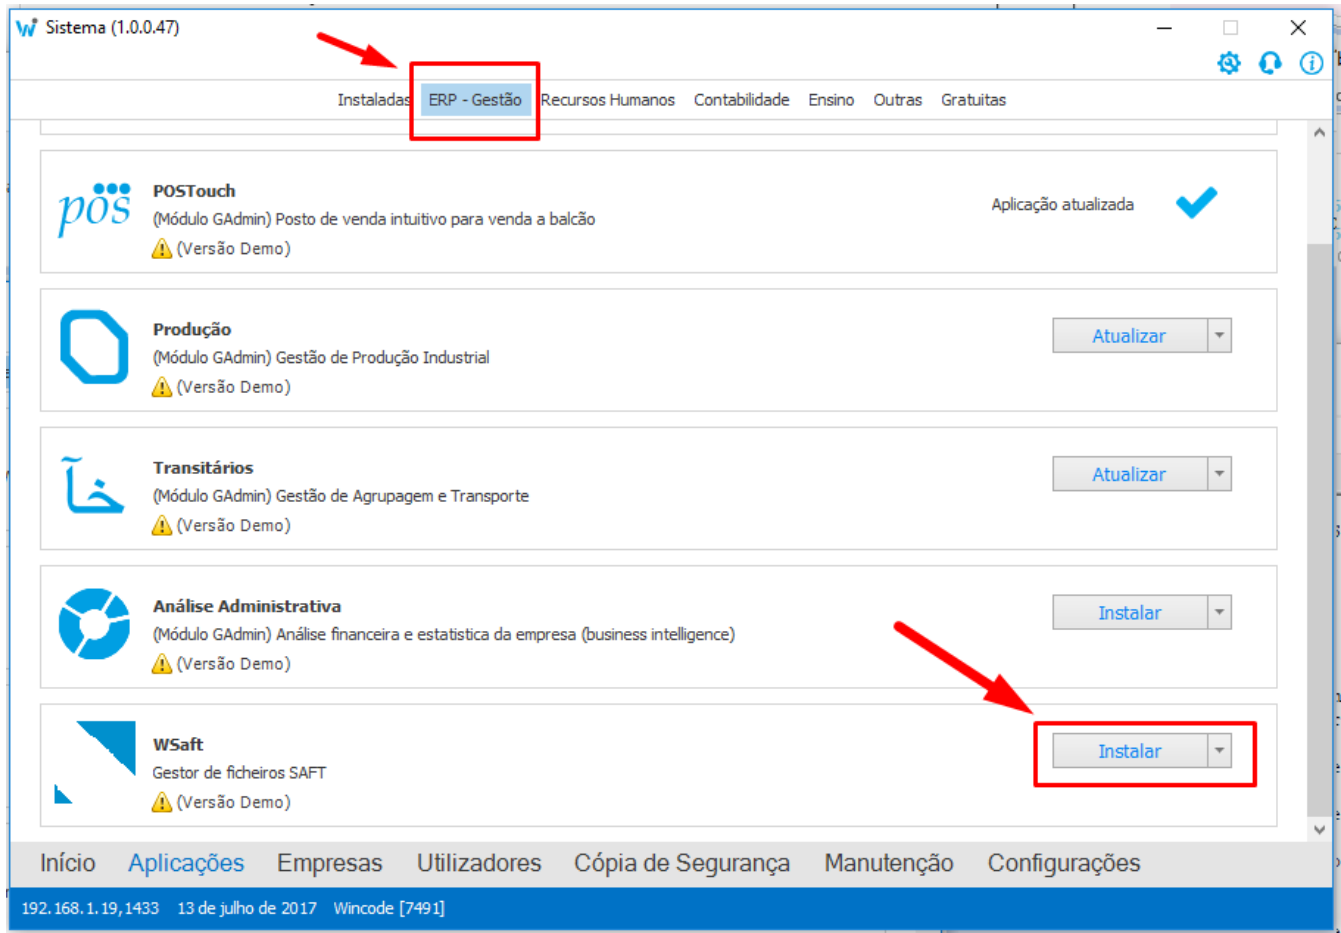 Sistema (1.0.0.47)
Instaladas ERP - Gestão Recursos Humanos Contabilidade Ensino Outras Gratuitas
pos
POSTouch
(Módulo GAdmin) Posto de venda intuitivo para venda a balcão
(Versão Demo)
Aplicação atualizada
Produção
(Módulo GAdmin) Gestão de Produção Industrial
(Versão Demo)
Atualizar
Transitários
(Módulo GAdmin) Gestão de Agrupagem e Transporte
(Versão Demo)
Atualizar
Análise Administrativa
(Módulo GAdmin) Análise financeira e estatistica da empresa (business intelligence)
(Versão Demo)
Instalar
WSaft
Gestor de ficheiros SAFT
(Versão Demo)
Instalar
Início Aplicações Empresas Utilizadores Cópia de Segurança Manutenção Configurações
192.168.1.19,1433 13 de julho de 2017 Wincode [7491]